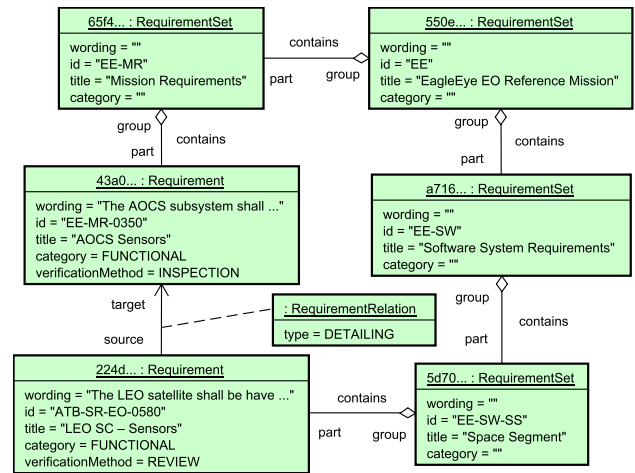 65f4... : RequirementSet
wording = ""
id = "EE-MR"
title = "Mission Requirements"
category = ""
contains
part
group
550e... : RequirementSet
wording = ""
id = "EE"
title = "EagleEye EO Reference Mission"
category = ""
group
contains
part
group
contains
part
43a0... : Requirement
wording = "The AOCS subsystem shall ..."
id = "EE-MR-0350"
title = "AOCS Sensors"
category = FUNCTIONAL
verificationMethod = INSPECTION
a716... : RequirementSet
wording = ""
id = "EE-SW"
title = "Software System Requirements"
category = ""
target
source
: RequirementRelation
type = DETAILING
group
contains
part
224d... : Requirement
wording = "The LEO satellite shall be have ..."
id = "ATB-SR-EO-0580"
title = "LEO SC – Sensors"
category = FUNCTIONAL
verificationMethod = REVIEW
contains
part
group
5d70... : RequirementSet
wording = ""
id = "EE-SW-SS"
title = "Space Segment"
category = ""